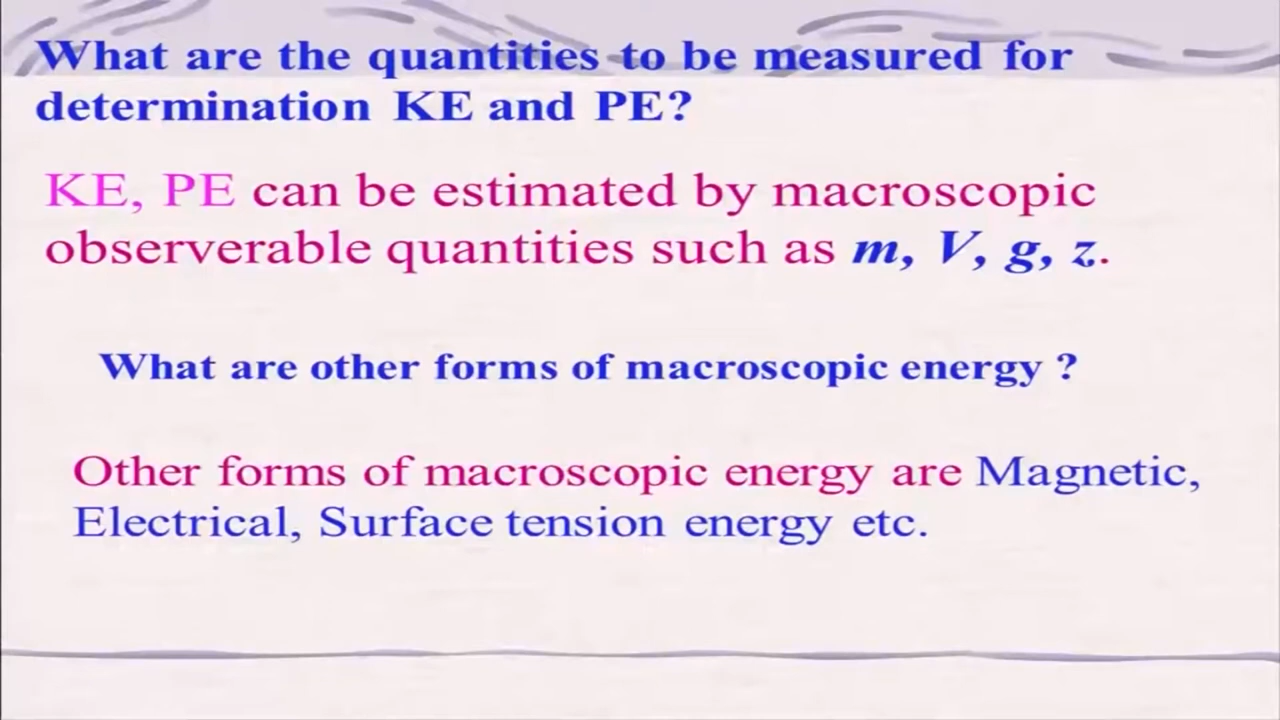 What are the quantities to be measured for
determination KE and PE?
KE, PE can be estimated by macroscopic
observerable quantities such as m, V, g, z.
What are other forms of macroscopic energy ?
Other forms of macroscopic energy are Magnetic,
Electrical, Surface tension energy etc.